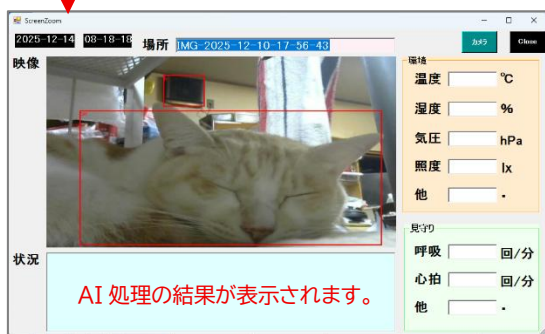 ScreenZoom
2025-12-14 08-18-18 場所 IMG-2025-12-10-17-56-43 カメラ Close
映像
環境
温度 ℃
湿度 %
気圧 hPa
照度 lx
他 .
見守り
呼吸 回/分
心拍 回/分
他 .
状況
AI 処理の結果が表示されます。